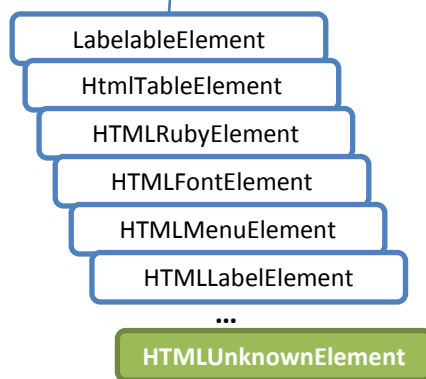 LabelableElement
HtmlTableElement
HTMLRubyElement
HTMLFontElement
HTMLMenuElement
HTMLLabelElement
...
HTMLUnknownElement